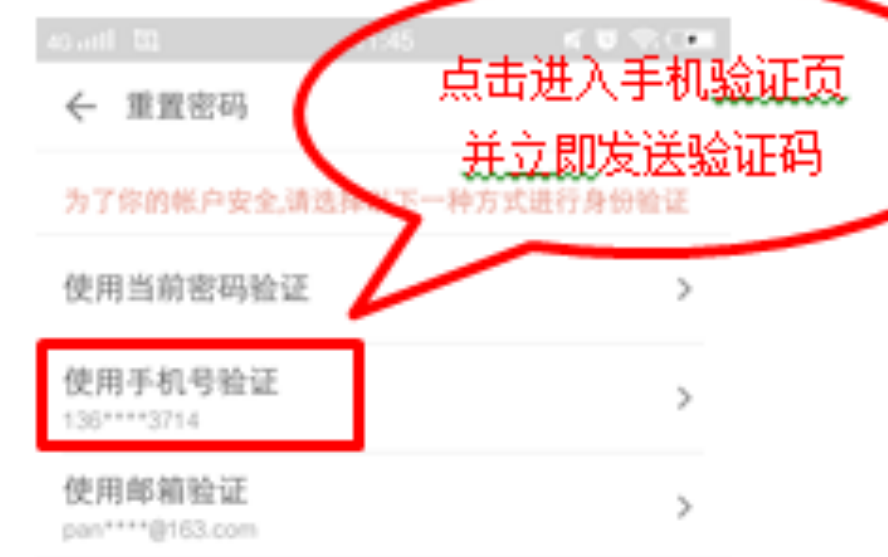 4G
:45
点击进入手机验证页
并立即发送验证码
重置密码
为了你的帐户安全,请选择以下一种方式进行身份验证
使用当前密码验证
使用手机号验证
136****3714
使用邮箱验证
pan****@163.com